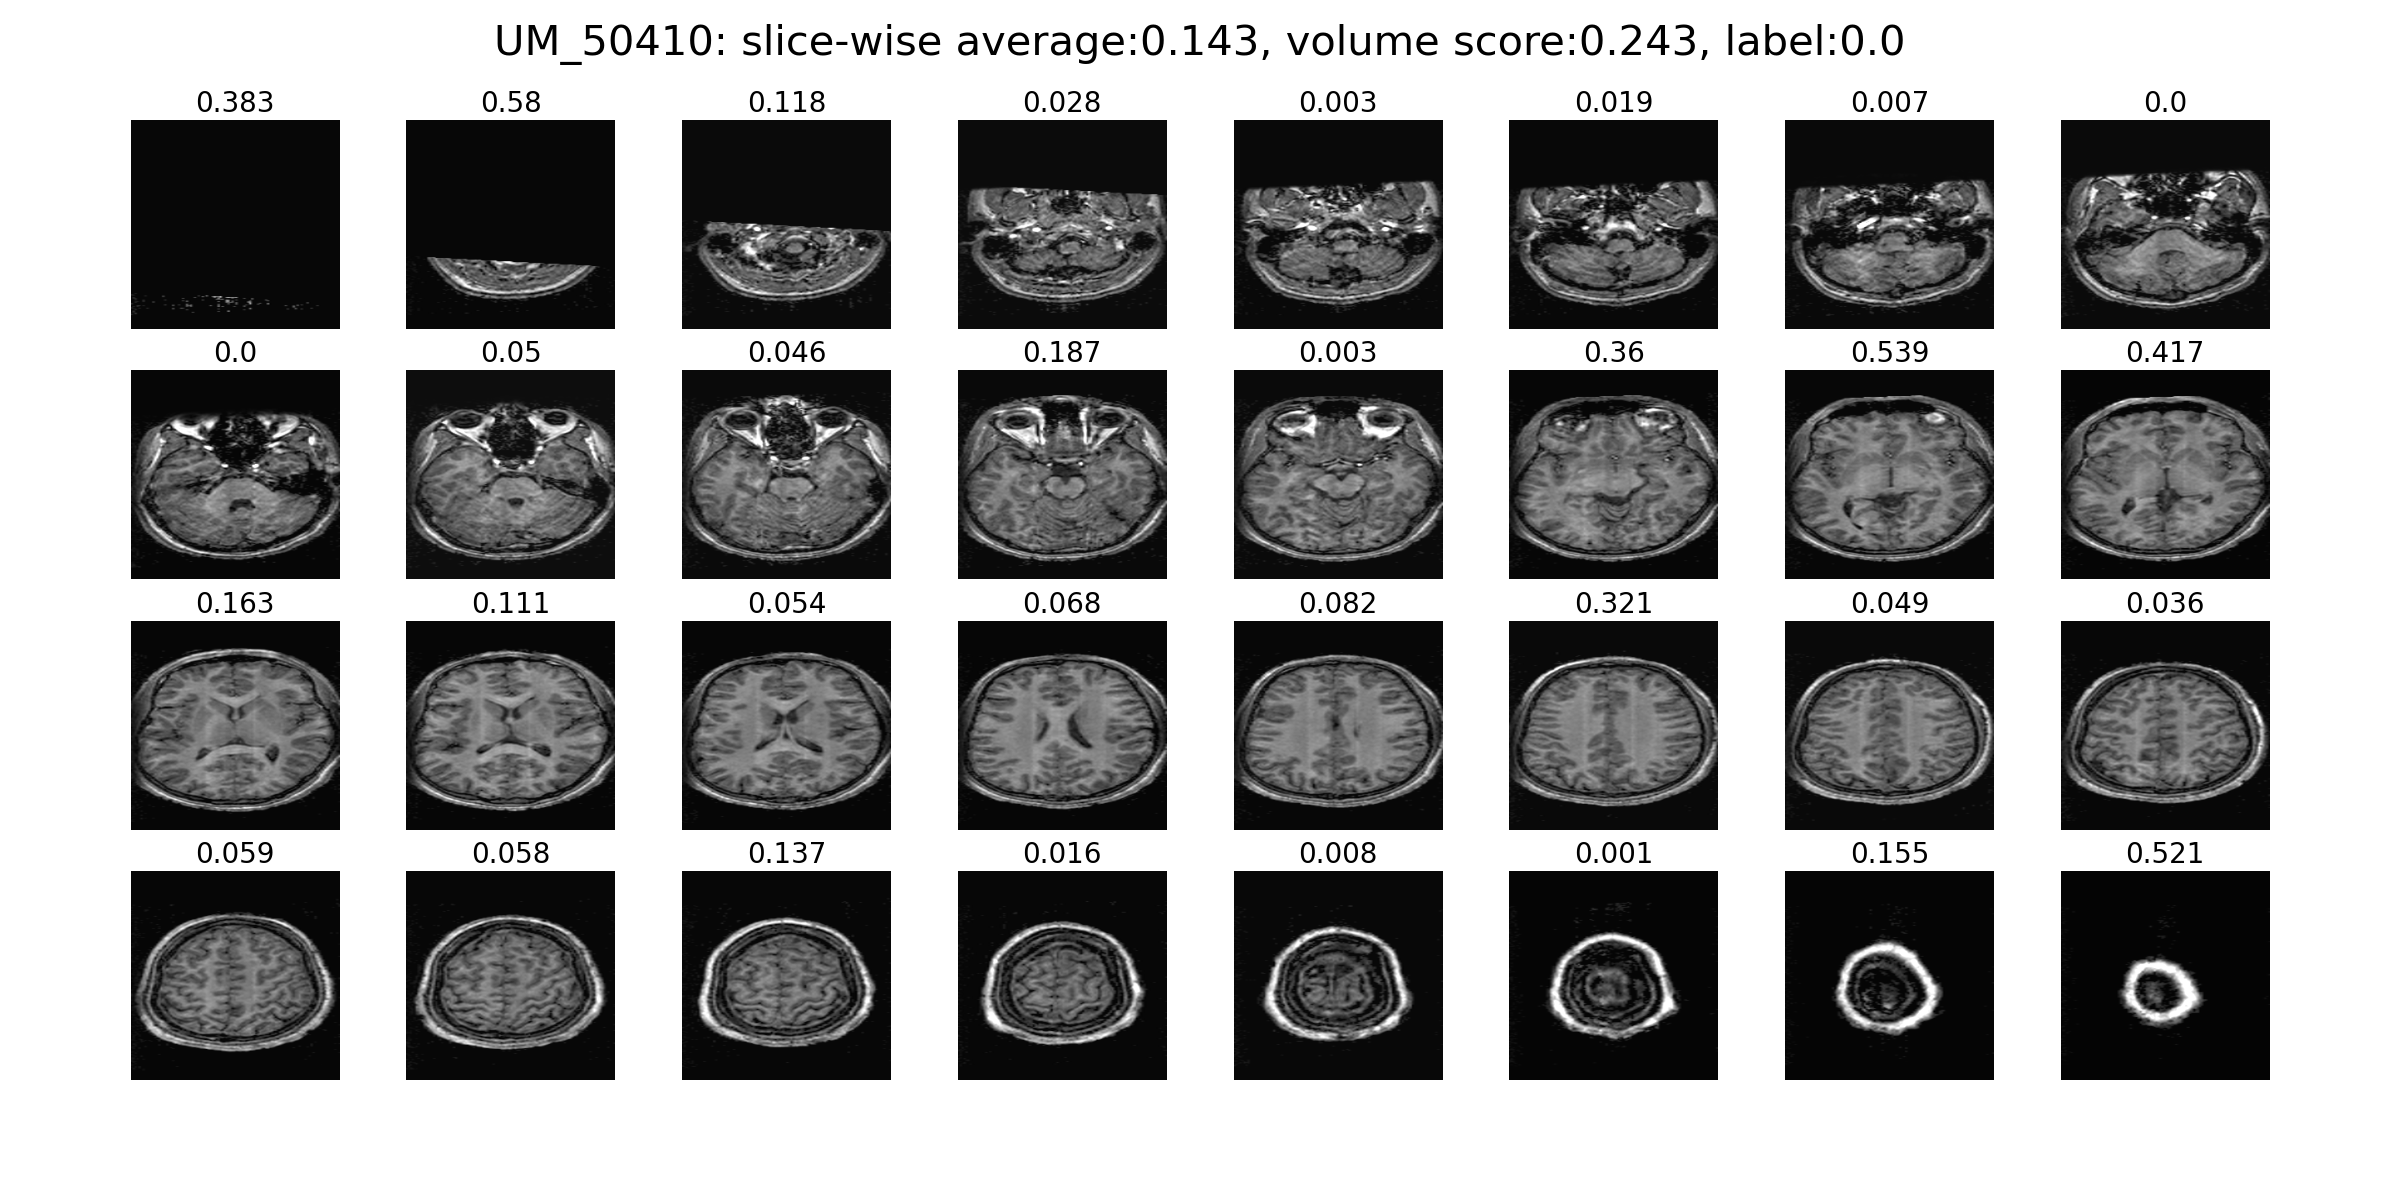 UM_50410: slice-wise average:0.143, volume score:0.243, label:0.0
0.383 0.58 0.118 0.028 0.003 0.019 0.007 0.0
0.0 0.05 0.046 0.187 0.003 0.36 0.539 0.417
0.163 0.111 0.054 0.068 0.082 0.321 0.049 0.036
0.059 0.058 0.137 0.016 0.008 0.001 0.155 0.521